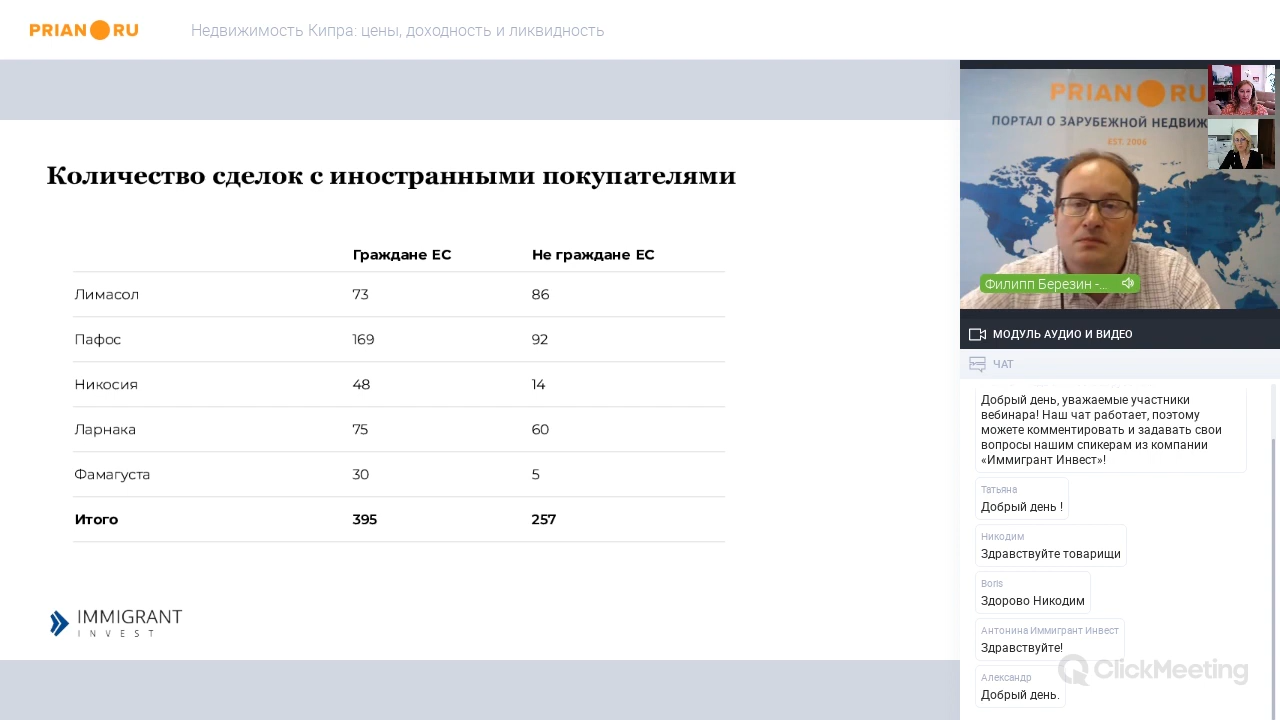 PRIAN RU
Недвижимость Кипра: цены, доходность и ликвидность
Количество сделок с иностранными покупателями
Граждане ЕС Не граждане ЕС
Лимасол 73 86
Пафос 169 92
Никосия 48 14
Ларнака 75 60
Фамагуста 30 5
Итого 395 257
IMMIGRANT
INVEST
PRIAN RU
ПОРТАЛ О ЗАРУБЕЖНОЙ НЕДВИЖ
EST. 2006
Филипп Березин -...
МОДУЛЬ АУДИО И ВИДЕО
ЧАТ
Добрый день, уважаемые участники
вебинара! Наш чат работает, поэтому
можете комментировать и задавать свои
вопросы нашим спикерам из компании
«Иммигрант Инвест»!
Татьяна
Добрый день !
Никодим
Здравствуйте товарищи
Boris
Здорово Никодим
Антонина Иммигрант Инвест
Здравствуйте!
ClickMeeting
Александр
Добрый день.